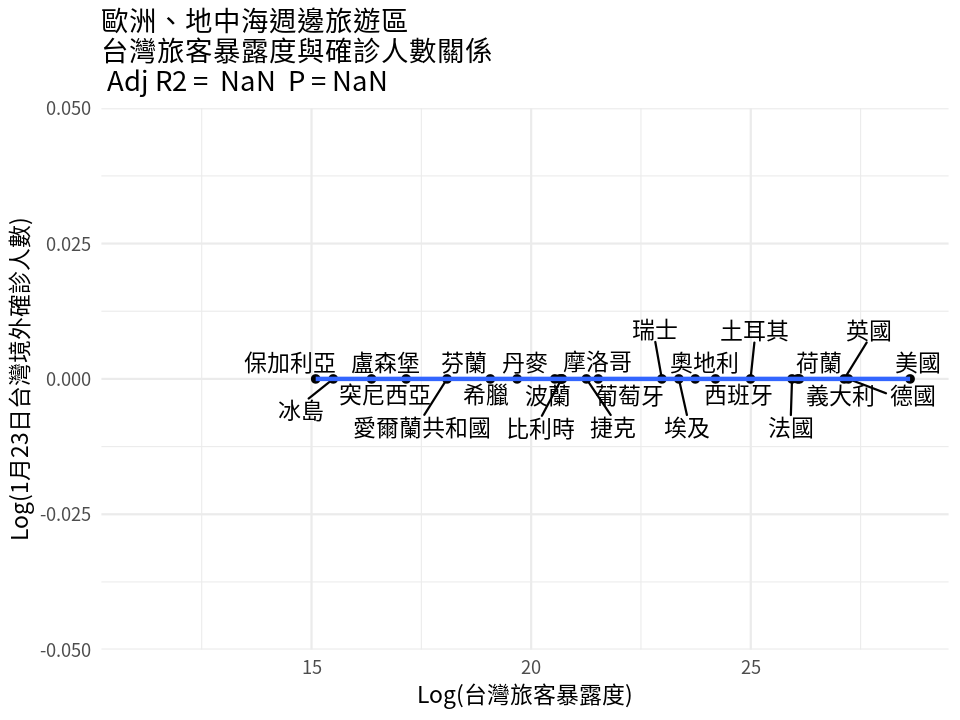 歐洲、地中海週邊旅遊區
台灣旅客暴露度與確診人數關係
Adj R2 = NaN P = NaN
0.050
0.025
0.000
-0.025
-0.050
Log(1月23日台灣境外確診人數)
瑞士
土耳其
英國
保加利亞
盧森堡
芬蘭
丹麥
摩洛哥
奧地利
荷蘭
美國
冰島
突尼西亞
希臘
波蘭
葡萄牙
西班牙
義大利
德國
愛爾蘭共和國
比利時
捷克
埃及
法國
15
20
25
Log(台灣旅客暴露度)